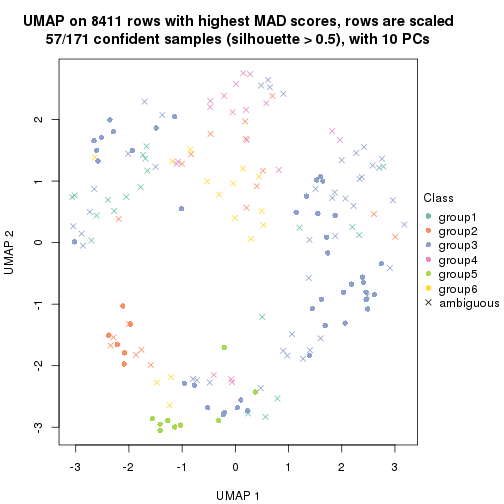 UMAP on 8411 rows with highest MAD scores, rows are scaled
57/171 confident samples (silhouette > 0.5), with 10 PCs
2
1
0
-1
-2
-3
UMAP 2
-3
-2
-1
0
1
2
3
UMAP 1
Class
group1
group2
group3
group4
group5
group6
ambiguous